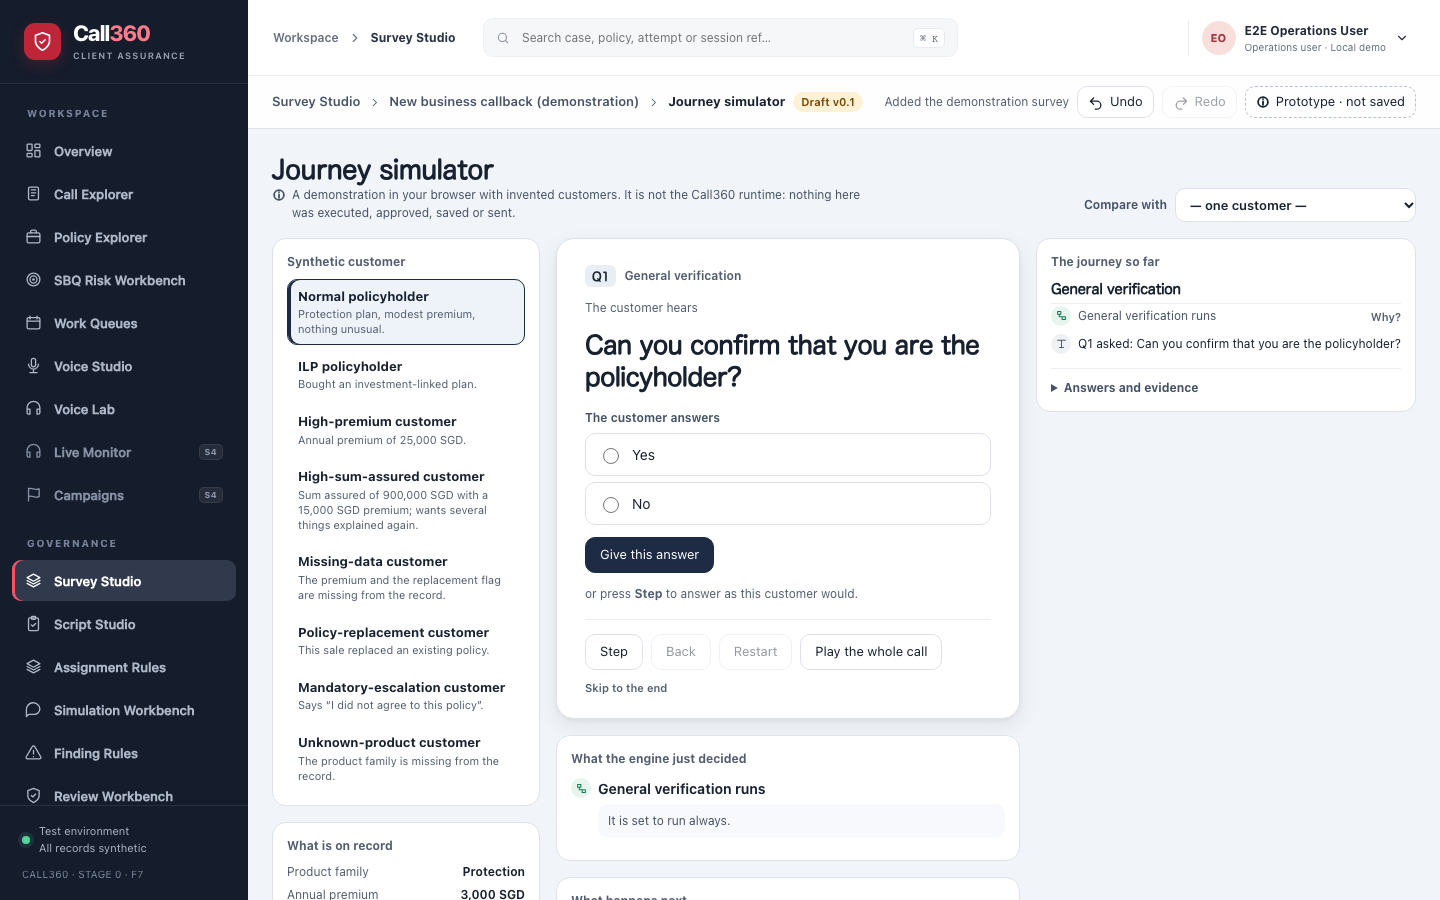 Call360
CLIENT ASSURANCE
WORKSPACE
Overview
Call Explorer
Policy Explorer
SBQ Risk Workbench
Work Queues
Voice Studio
Voice Lab
Live Monitor S4
Campaigns S4
GOVERNANCE
Survey Studio
Script Studio
Assignment Rules
Simulation Workbench
Finding Rules
Review Workbench
Test environment
All records synthetic
CALL360 · STAGE 0 · F7
Workspace > Survey Studio
Search case, policy, attempt or session ref...
⌘ K
EO
E2E Operations User
Operations user · Local demo
Survey Studio > New business callback (demonstration) > Journey simulator Draft v0.1
Added the demonstration survey
Undo
Redo
Prototype · not saved
Journey simulator
A demonstration in your browser with invented customers. It is not the Call360 runtime: nothing here
was executed, approved, saved or sent.
Compare with
— one customer —
Synthetic customer
Normal policyholder
Protection plan, modest premium,
nothing unusual.
ILP policyholder
Bought an investment-linked plan.
High-premium customer
Annual premium of 25,000 SGD.
High-sum-assured customer
Sum assured of 900,000 SGD with a
15,000 SGD premium; wants several
things explained again.
Missing-data customer
The premium and the replacement flag
are missing from the record.
Policy-replacement customer
This sale replaced an existing policy.
Mandatory-escalation customer
Says “I did not agree to this policy”.
Unknown-product customer
The product family is missing from the
record.
What is on record
Product family Protection
Annual premium 3,000 SGD
Q1 General verification
The customer hears
Can you confirm that you are the
policyholder?
The customer answers
Yes
No
Give this answer
or press Step to answer as this customer would.
Step
Back
Restart
Play the whole call
Skip to the end
What the engine just decided
General verification runs
It is set to run always.
What happens next
The journey so far
General verification
General verification runs Why?
Q1 asked: Can you confirm that you are the policyholder?
Answers and evidence